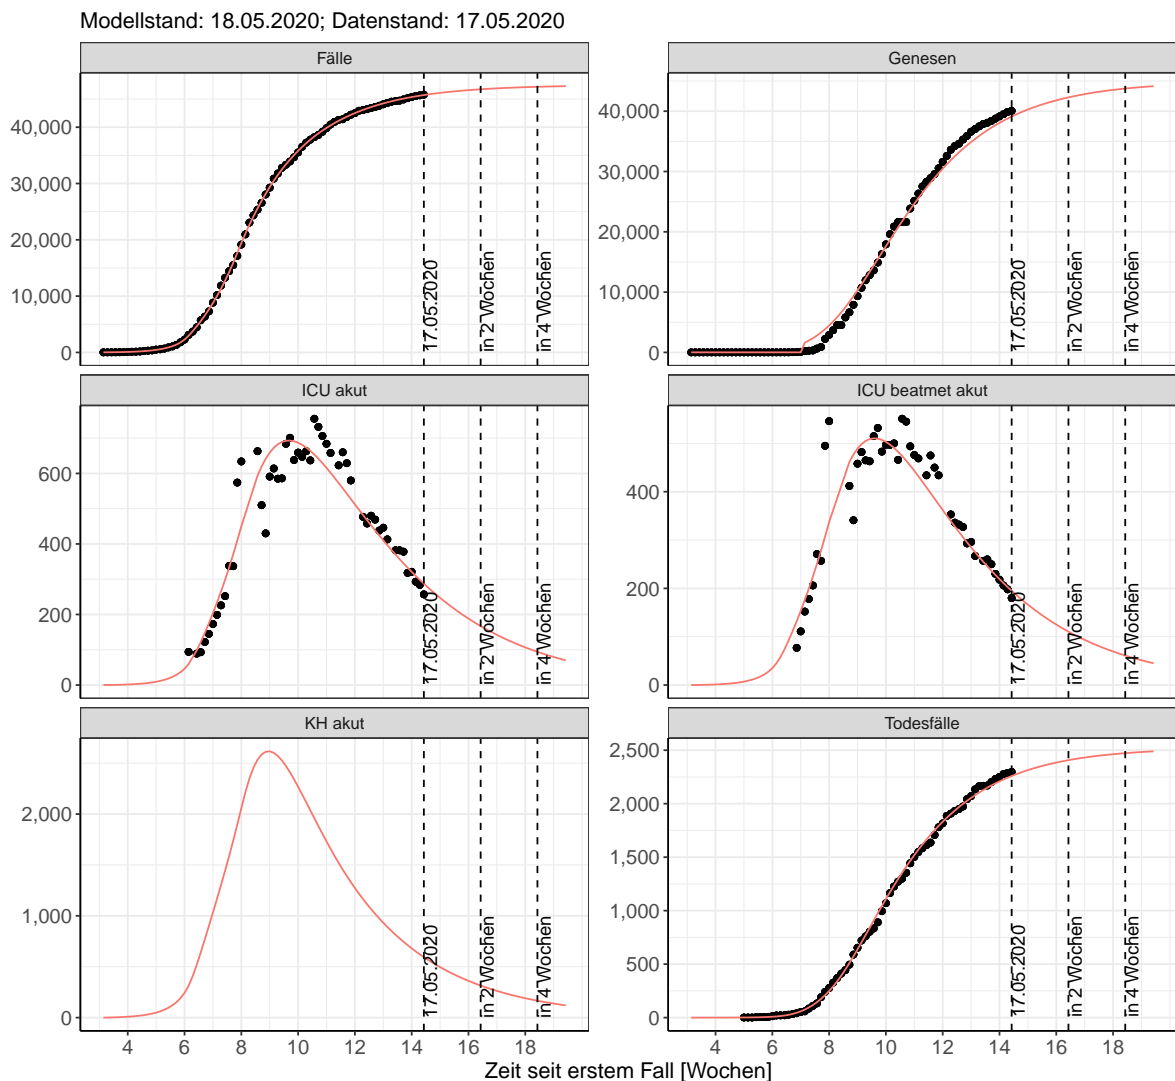 Modellstand: 18.05.2020; Datenstand: 17.05.2020
Fälle
Genesen
40,000
30,000
20,000
10,000
0
17.05.2020
in 2 Wochen
in 4 Wochen
40,000
30,000
20,000
10,000
0
17.05.2020
in 2 Wochen
in 4 Wochen
ICU akut
ICU beatmet akut
600
400
200
0
17.05.2020
in 2 Wochen
in 4 Wochen
400
200
0
17.05.2020
in 2 Wochen
in 4 Wochen
KH akut
Todesfälle
2,000
1,000
0
17.05.2020
in 2 Wochen
in 4 Wochen
2,500
2,000
1,500
1,000
500
0
17.05.2020
in 2 Wochen
in 4 Wochen
4 6 8 10 12 14 16 18
4 6 8 10 12 14 16 18
Zeit seit erstem Fall [Wochen]